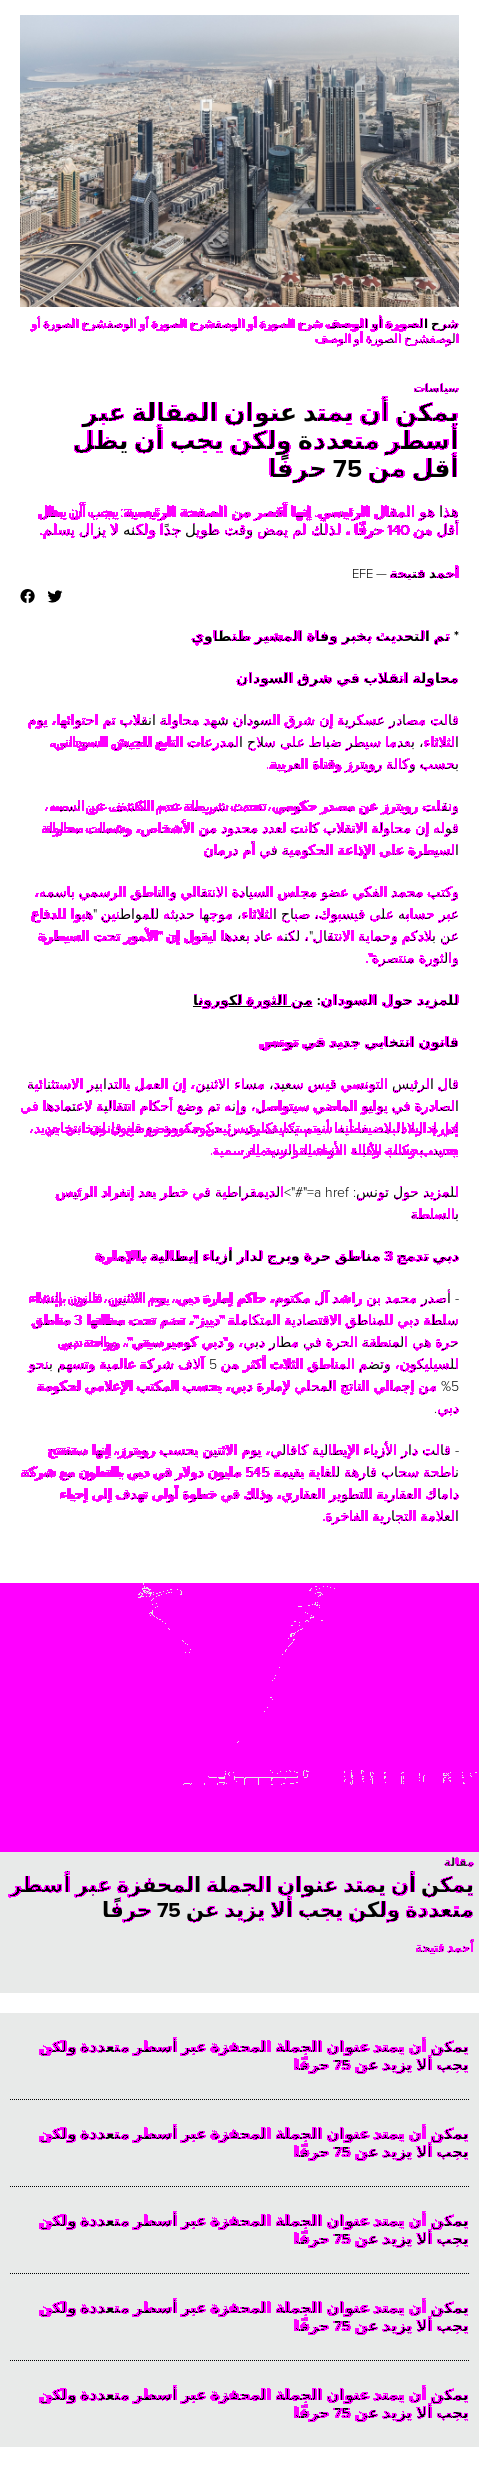 شرح الصورة أو الوصف شرح الصورة أو الوصفشرح الصورة أو الوصفشرح الصورة أو
الوصفشرح الصورة أو الوصف
سياسات
يمكن أن يمتد عنوان المقالة عبر
أسطر متعددة ولكن يجب أن يظل
أقل من 75 حرفًا
هذا هو المقال الرئيسي. إنها أقصر من الصفحة الرئيسية: يجب أن يظل
أقل من 140 حرفًا ، لذلك لم يمض وقت طويل جدًا ولكنه لا يزال يسلم.
أحمد فتيحة — EFE
* تم التحديث بخبر وفاة المشير طنطاوي
محاولة انقلاب في شرق السودان
قالت مصادر عسكرية إن شرق السودان شهد محاولة انقلاب تم احتوائها، يوم
الثلاثاء، بعدما سيطر ضباط على سلاح المدرعات التابع للجيش السوداني،
بحسب وكالة رويترز وقناة العربية.
ونقلت رويترز عن مصدر حكومي، تحدث شريطة عدم الكشف عن اسمه،
قوله إن محاولة الانقلاب كانت لعدد محدود من الأشخاص، وشملت محاولة
السيطرة على الإذاعة الحكومية في أم درمان
وكتب محمد الفكي عضو مجلس السيادة الانتقالي والناطق الرسمي باسمه،
عبر حسابه على فيسبوك، صباح الثلاثاء، موجها حديثه للمواطنين "هبوا للدفاع
عن بلادكم وحماية الانتقال"، لكنه عاد بعدها ليقول إن "الأمور تحت السيطرة
والثورة منتصرة".
للمزيد حول السودان: من الثورة لكورونا
قانون انتخابي جديد في تونس
قال الرئيس التونسي قيس سعيد، مساء الاثنين، إن العمل بالتدابير الاستثنائية
الصادرة في يوليو الماضي سيتواصل، وإنه تم وضع أحكام انتقالية لاعتمادها في
للمزيد حول تونس: a href="#">الديمقراطية في خطر بعد إنفراد الرئيس
بالسلطة
دبي تدمج 3 مناطق حرة وبرج لدار أزياء إيطالية بالإمارة
- أصدر محمد بن راشد آل مكتوم، حاكم إمارة دبي، يوم الاثنين، قانون بإنشاء
سلطة دبي للمناطق الاقتصادية المتكاملة "دييز"، تضم تحت مظلتها 3 مناطق
حرة هي المنطقة الحرة في مطار دبي، و"دبي كوميرسيتي"، وواحة دبي
للسيليكون، وتضم المناطق الثلاث أكثر من 5 آلاف شركة عالمية وتسهم بنحو
5% من إجمالي الناتج المحلي لإمارة دبي، بحسب المكتب الإعلامي لحكومة
دبي.
- قالت دار الأزياء الإيطالية كافالي، يوم الاثنين بحسب رويترز، إنها ستفتتح
ناطحة سحاب فارهة للغاية بقيمة 545 مليون دولار في دبي بالتعاون مع شركة
داماك العقارية للتطوير العقاري، وذلك في خطوة أولى تهدف إلى إحياء
العلامة التجارية الفاخرة.
مقالة
يمكن أن يمتد عنوان الجملة المحفزة عبر أسطر
متعددة ولكن يجب ألا يزيد عن 75 حرفًا
أحمد فتيحة
يمكن أن يمتد عنوان الجملة المحفزة عبر أسطر متعددة ولكن
يجب ألا يزيد عن 75 حرفًا
يمكن أن يمتد عنوان الجملة المحفزة عبر أسطر متعددة ولكن
يجب ألا يزيد عن 75 حرفًا
يمكن أن يمتد عنوان الجملة المحفزة عبر أسطر متعددة ولكن
يجب ألا يزيد عن 75 حرفًا
يمكن أن يمتد عنوان الجملة المحفزة عبر أسطر متعددة ولكن
يجب ألا يزيد عن 75 حرفًا
يمكن أن يمتد عنوان الجملة المحفزة عبر أسطر متعددة ولكن
يجب ألا يزيد عن 75 حرفًا